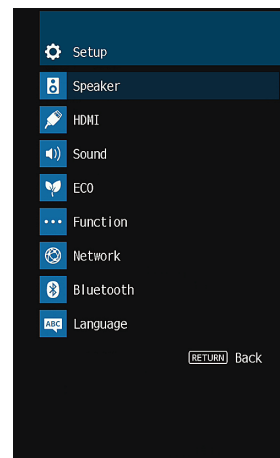 Setup
Speaker
HDMI
Sound
ECO
Function
Network
Bluetooth
ABC Language
RETURN Back